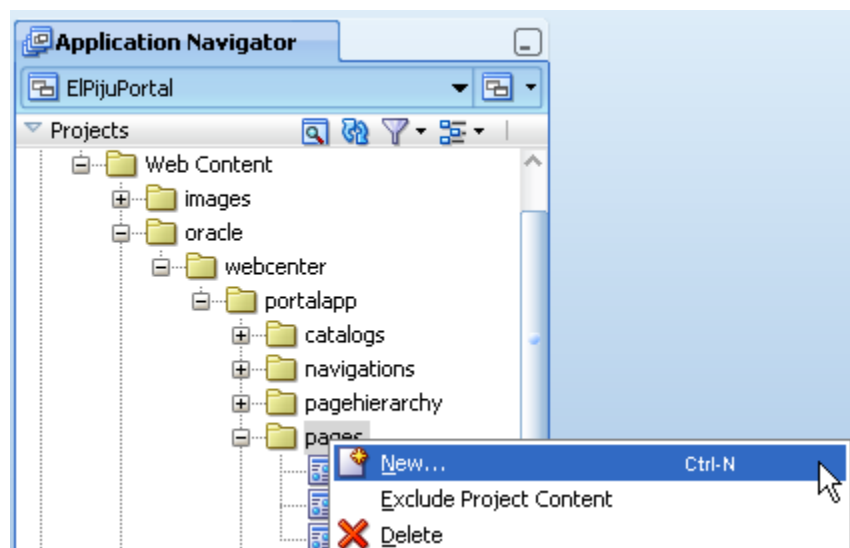 Application Navigator
ElPijuPortal
Projects
Web Content
images
oracle
webcenter
portalapp
catalogs
navigations
pagehierarchy
pages
New... Ctrl-N
Exclude Project Content
Delete